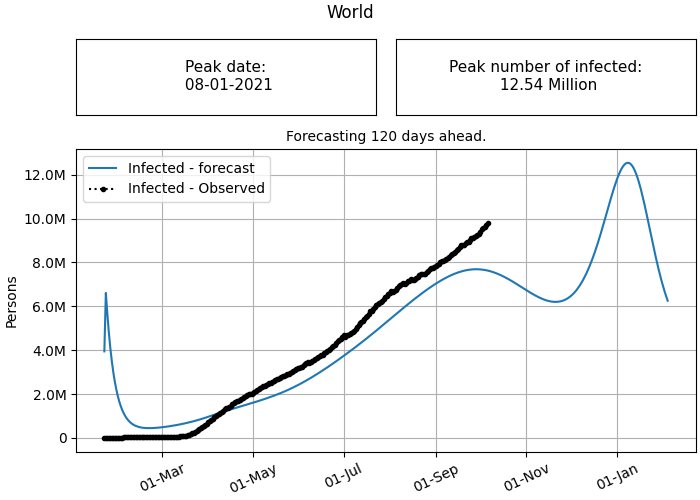 World
Peak date:
08-01-2021
Peak number of infected:
12.54 Million
Forecasting 120 days ahead.
Infected - forecast
Infected - Observed
12.0M
10.0M
8.0M
6.0M
4.0M
2.0M
0
Persons
01-Mar
01-May
01-Jul
01-Sep
01-Nov
01-Jan